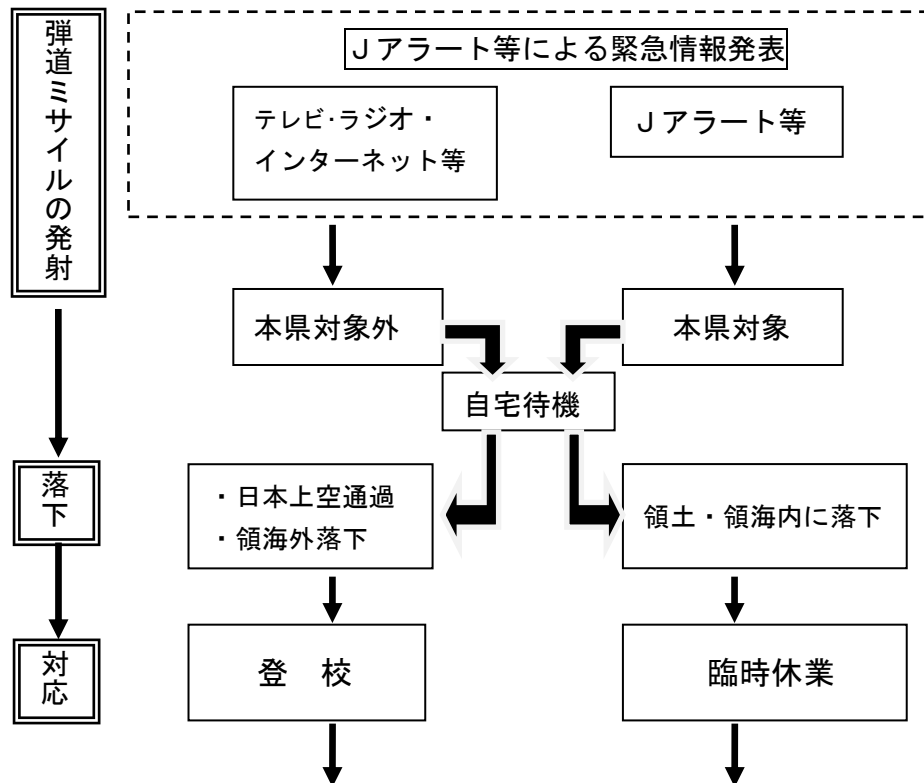 弾道ミサイルの発射
Jアラート等による緊急情報発表
テレビ・ラジオ・
インターネット等
Jアラート等
本県対象外
本県対象
自宅待機
落下
・日本上空通過
・領海外落下
領土・領海内に落下
対応
登　校
臨時休業